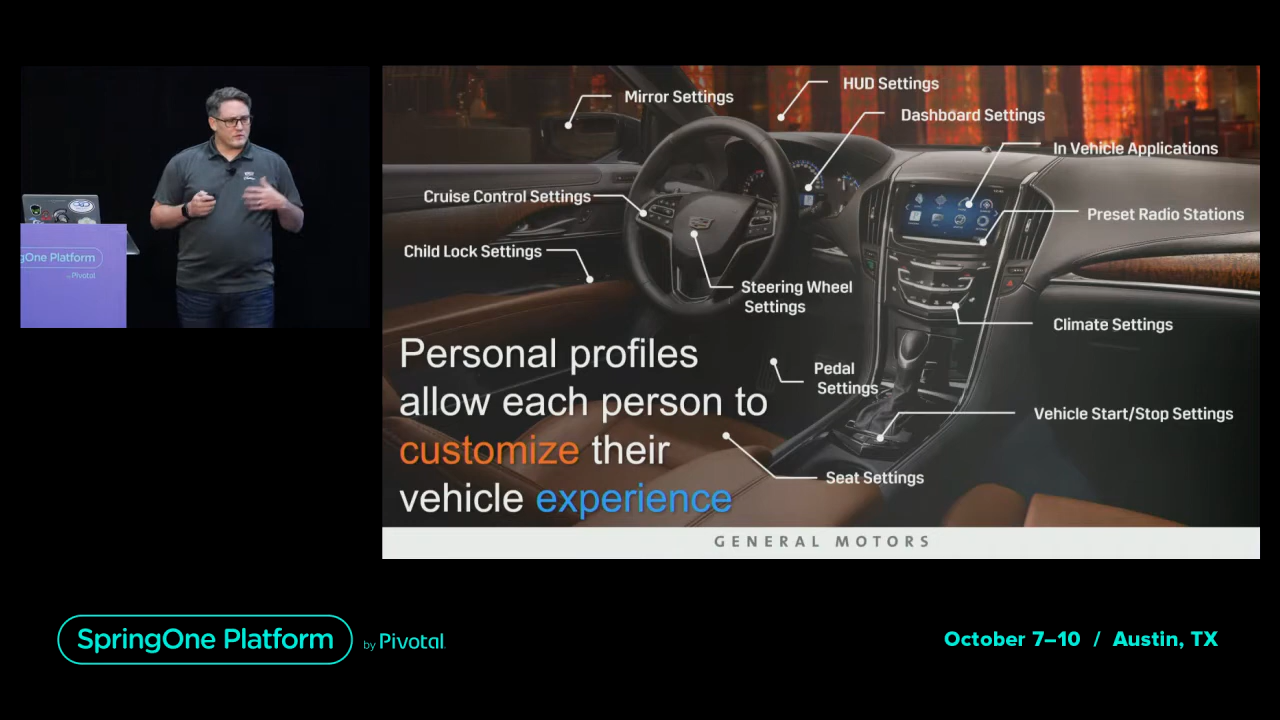 HUD Settings
Mirror Settings
Dashboard Settings
In Vehicle Applications
Cruise Control Settings
Preset Radio Stations
Child Lock Settings
Steering Wheel
Settings
Climate Settings
Personal profiles
allow each person to
customize their
vehicle experience
Pedal
Settings
Vehicle Start/Stop Settings
Seat Settings
GENERAL MOTORS
gOne Platform
by Pivotal
SpringOne Platform
by Pivotal
October 7–10 / Austin, TX